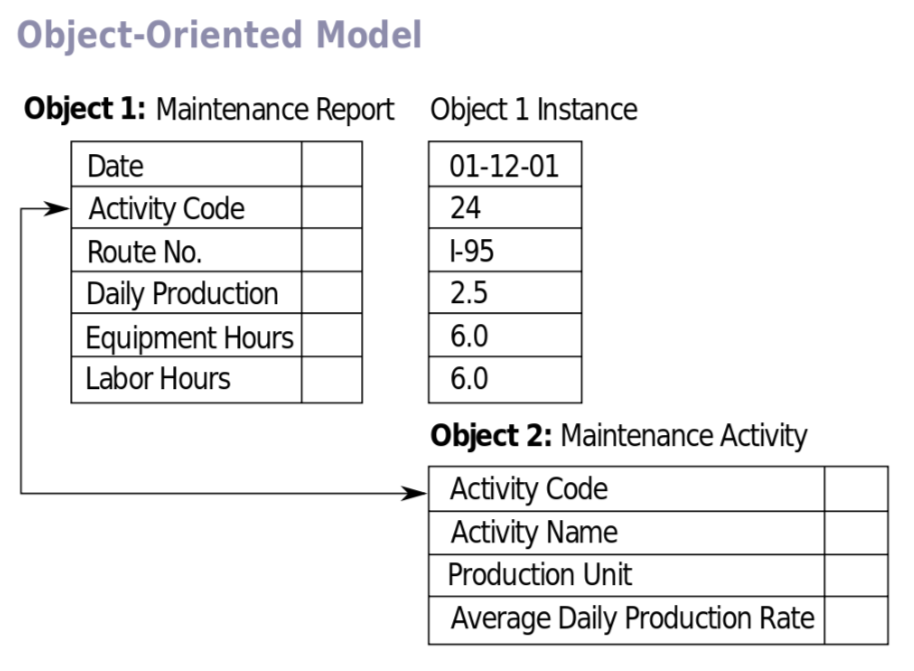 Object-Oriented Model
Object 1: Maintenance Report
Object 1 Instance
Date
01-12-01
Activity Code
24
Route No.
I-95
Daily Production
2.5
Equipment Hours
6.0
Labor Hours
6.0
Object 2: Maintenance Activity
Activity Code
Activity Name
Production Unit
Average Daily Production Rate